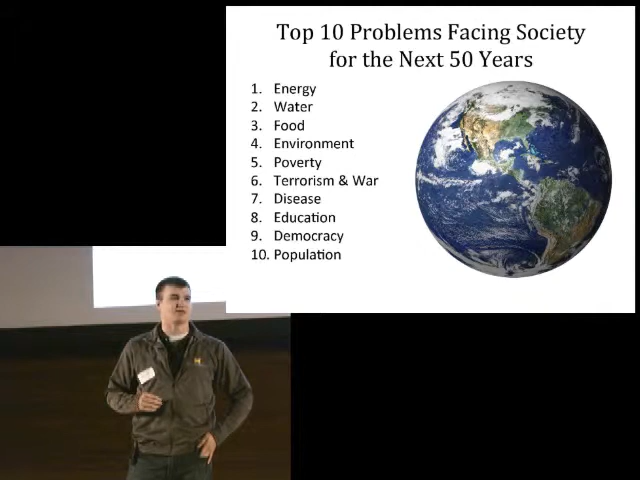 Top 10 Problems Facing Society
for the Next 50 Years
1. Energy
2. Water
3. Food
4. Environment
5. Poverty
6. Terrorism & War
7. Disease
8. Education
9. Democracy
10. Population